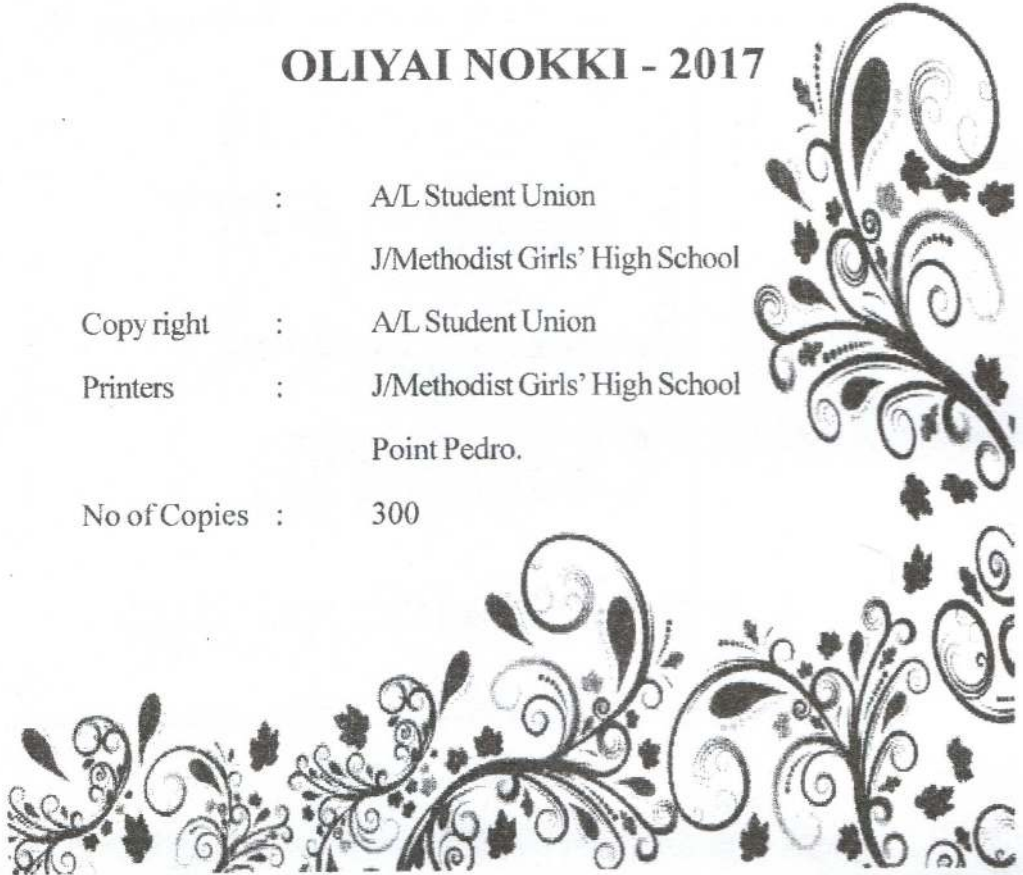 OLIYAI NOKKI - 2017
: A/L Student Union
J/Methodist Girls' High School
Copy right : A/L Student Union
Printers : J/Methodist Girls' High School
Point Pedro.
No of Copies : 300